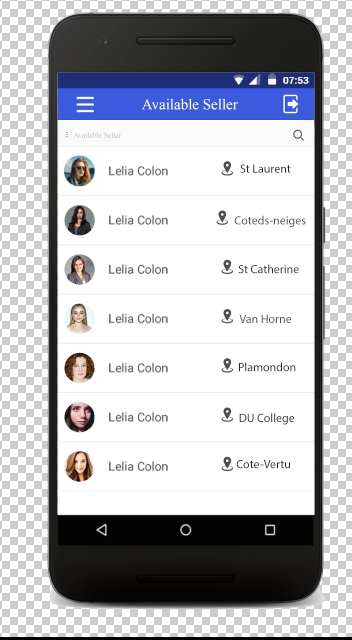 07:53
Available Seller
Available Seller
Lelia Colon St Laurent
Lelia Colon Coteds-neiges
Lelia Colon St Catherine
Lelia Colon Van Horne
Lelia Colon Plamondon
Lelia Colon DU College
Lelia Colon Cote-Vertu